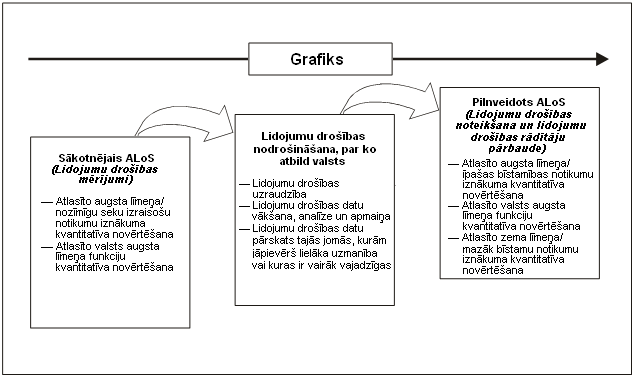 Grafiks
Sākotnējais ALoS
(Lidojumu drošības
mērījumi)
— Atlasīto augsta līmeņa/
nozīmīgu seku izraisošu
notikumu iznākuma
kvantitatīva novērtēšana
— Atlasīto valsts augsta
līmeņa funkciju
kvantitatīva novērtēšana
Lidojumu drošības
nodrošināšana, par ko
atbild valsts
— Lidojumu drošības
uzraudzība
— Lidojumu drošības datu
vākšana, analīze un apmaiņa
— Lidojumu drošības datu
pārskats tajās jomās, kurām
jāpievērš lielāka uzmanība
vai kuras ir vairāk vajadzīgas
Pilnveidots ALoS
(Lidojumu drošības
noteikšana un lidojumu
drošības rādītāju
pārbaude)
— Atlasīto augsta līmeņa/
īpašas bīstamības notikumu
iznākuma kvantitatīva
novērtēšana
— Atlasīto valsts augsta
līmeņa funkciju
kvantitatīva novērtēšana
— Atlasīto zema līmeņa/
mazāk bīstamu notikumu
iznākuma kvantitatīva
novērtēšana